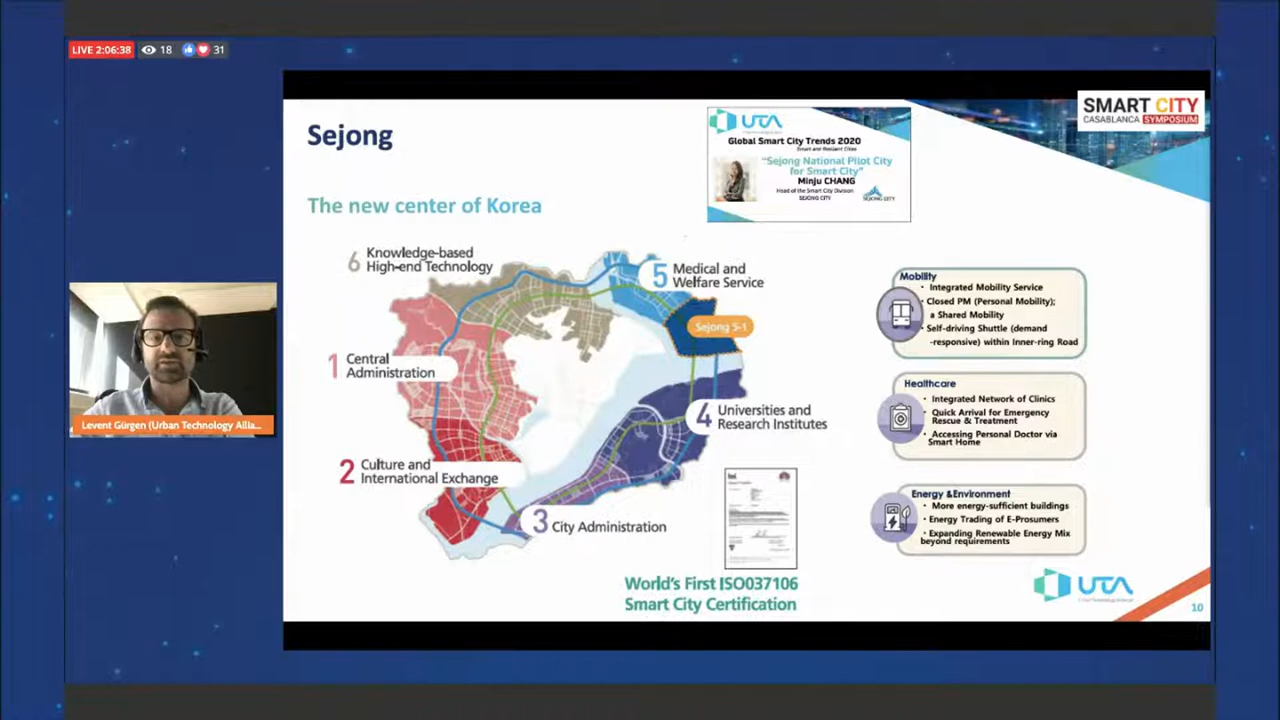 LIVE 2:06:38
18
31
SMART CITY
CASABLANCA SYMPOSIUM
Sejong
The new center of Korea
UTA
Global Smart City Trends 2020
Smart and Resilient Cities
"Sejong National Pilot City
for Smart City"
Minju CHANG
Head of the Smart City Division
SEJONG CITY
SEJONG CITY
6 Knowledge-based
High-end Technology
5 Medical and
Welfare Service
Sejong 5-1
1 Central
Administration
4 Universities and
Research Institutes
2 Culture and
International Exchange
3 City Administration
World's First ISO037106
Smart City Certification
Mobility
• Integrated Mobility Service
• Closed PM (Personal Mobility);
a Shared Mobility
• Self-driving Shuttle (demand
-responsive) within Inner-ring Road
Healthcare
• Integrated Network of Clinics
• Quick Arrival for Emergency
Rescue & Treatment
• Accessing Personal Doctor via
Smart Home
Energy &Environment
• More energy-sufficient buildings
• Energy Trading of E-Prosumers
• Expanding Renewable Energy Mix
beyond requirements
UTA
10
Levent Gürgen (Urban Technology Allia...